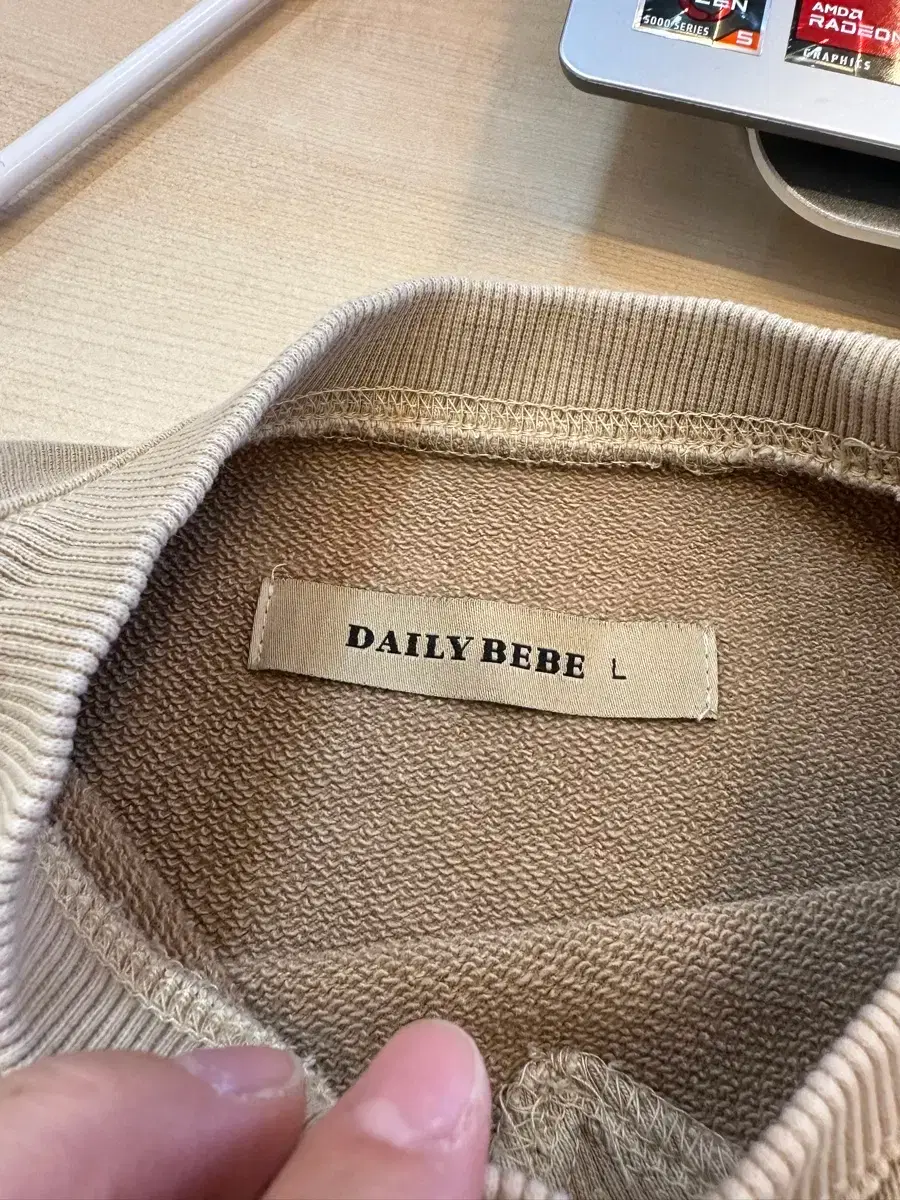 5000 SERIES 5
AMD
RADEON
GRAPHICS
DAILY BEBE L